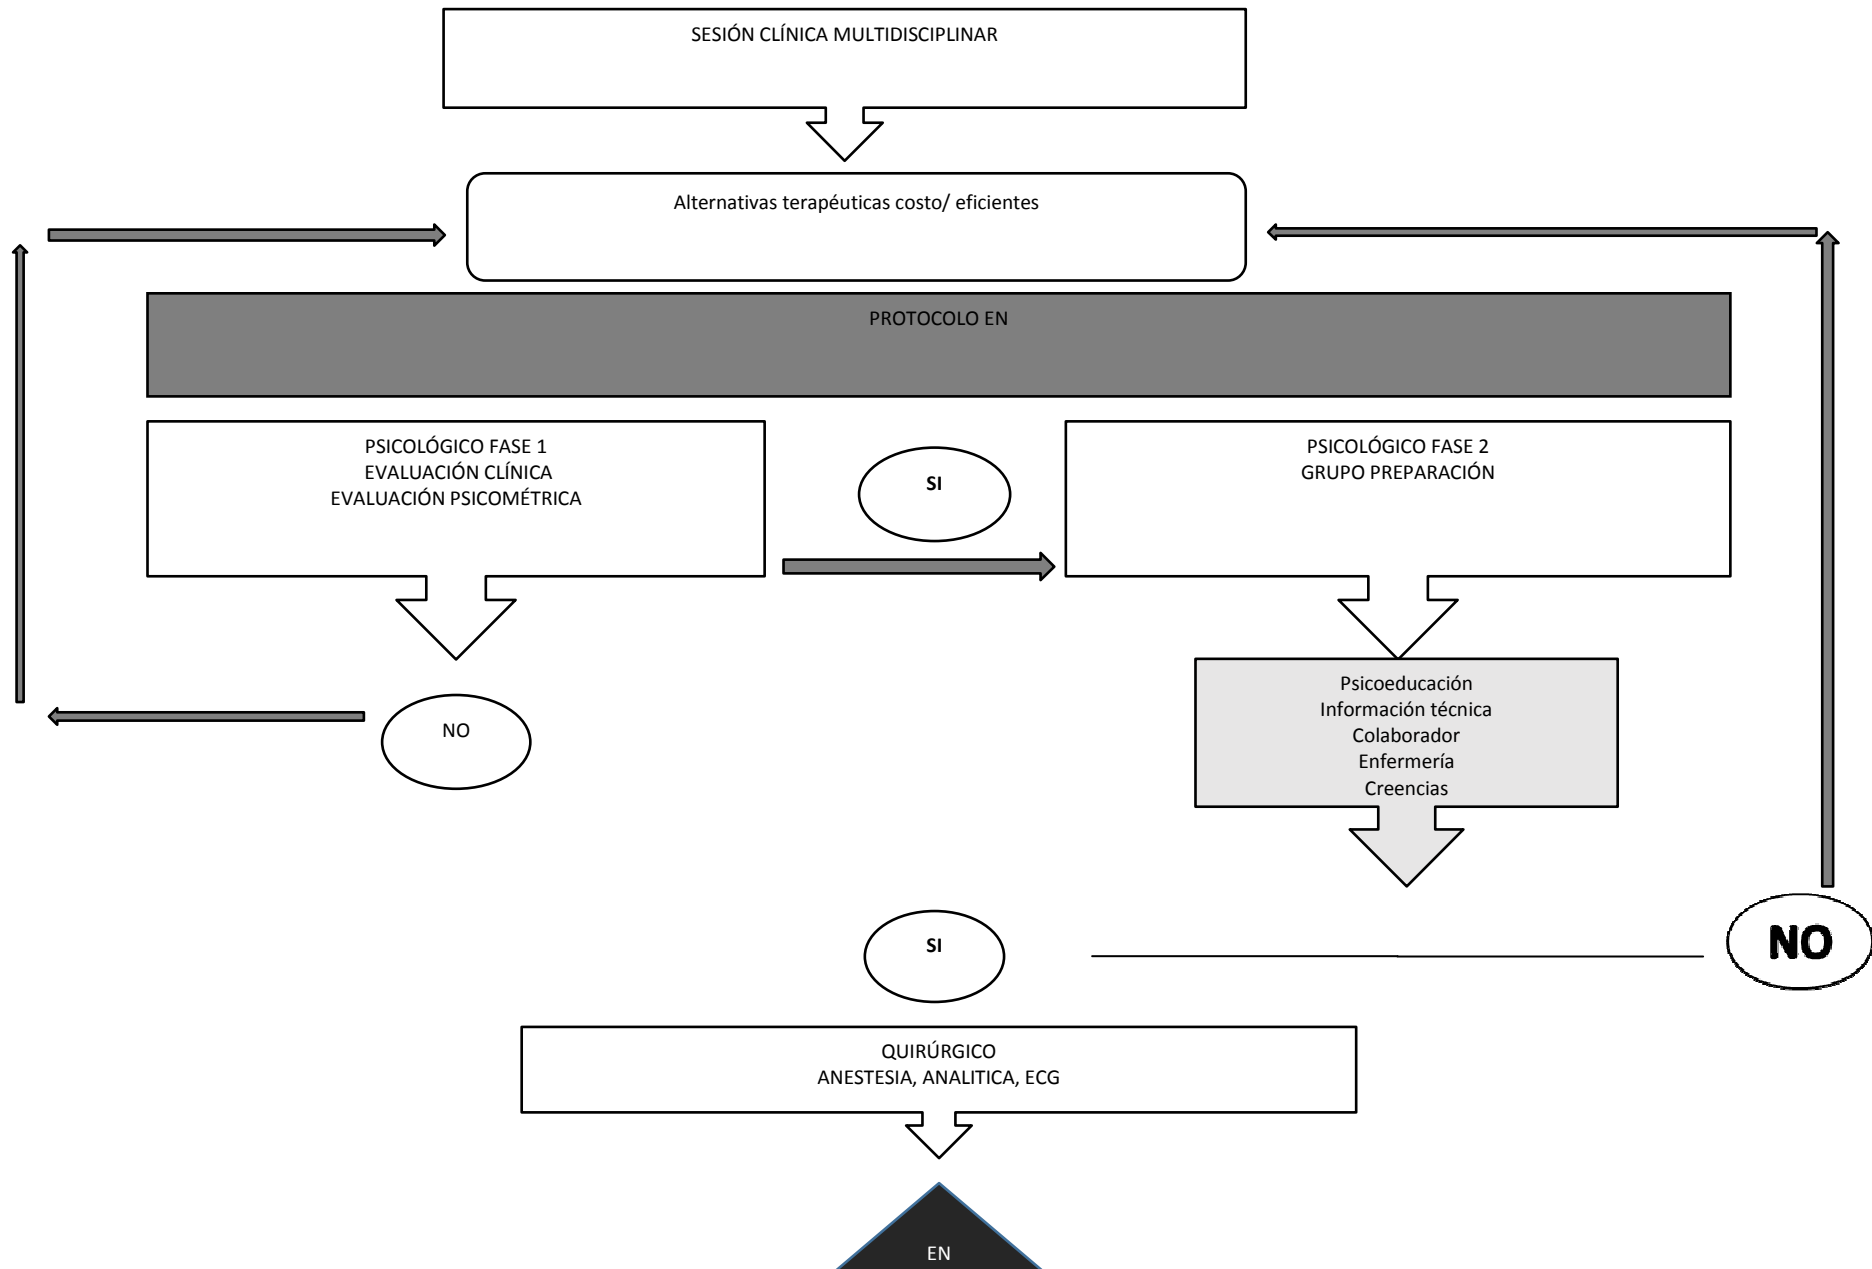 SESIÓN CLÍNICA MULTIDISCIPLINAR
Alternativas terapéuticas costo/ eficientes
PROTOCOLO EN
PSICOLÓGICO FASE 1
EVALUACIÓN CLÍNICA
EVALUACIÓN PSICOMÉTRICA
SI
PSICOLÓGICO FASE 2
GRUPO PREPARACIÓN
NO
Psicoeducación
Información técnica
Colaborador
Enfermería
Creencias
SI
NO
QUIRÚRGICO
ANESTESIA, ANALITICA, ECG
EN